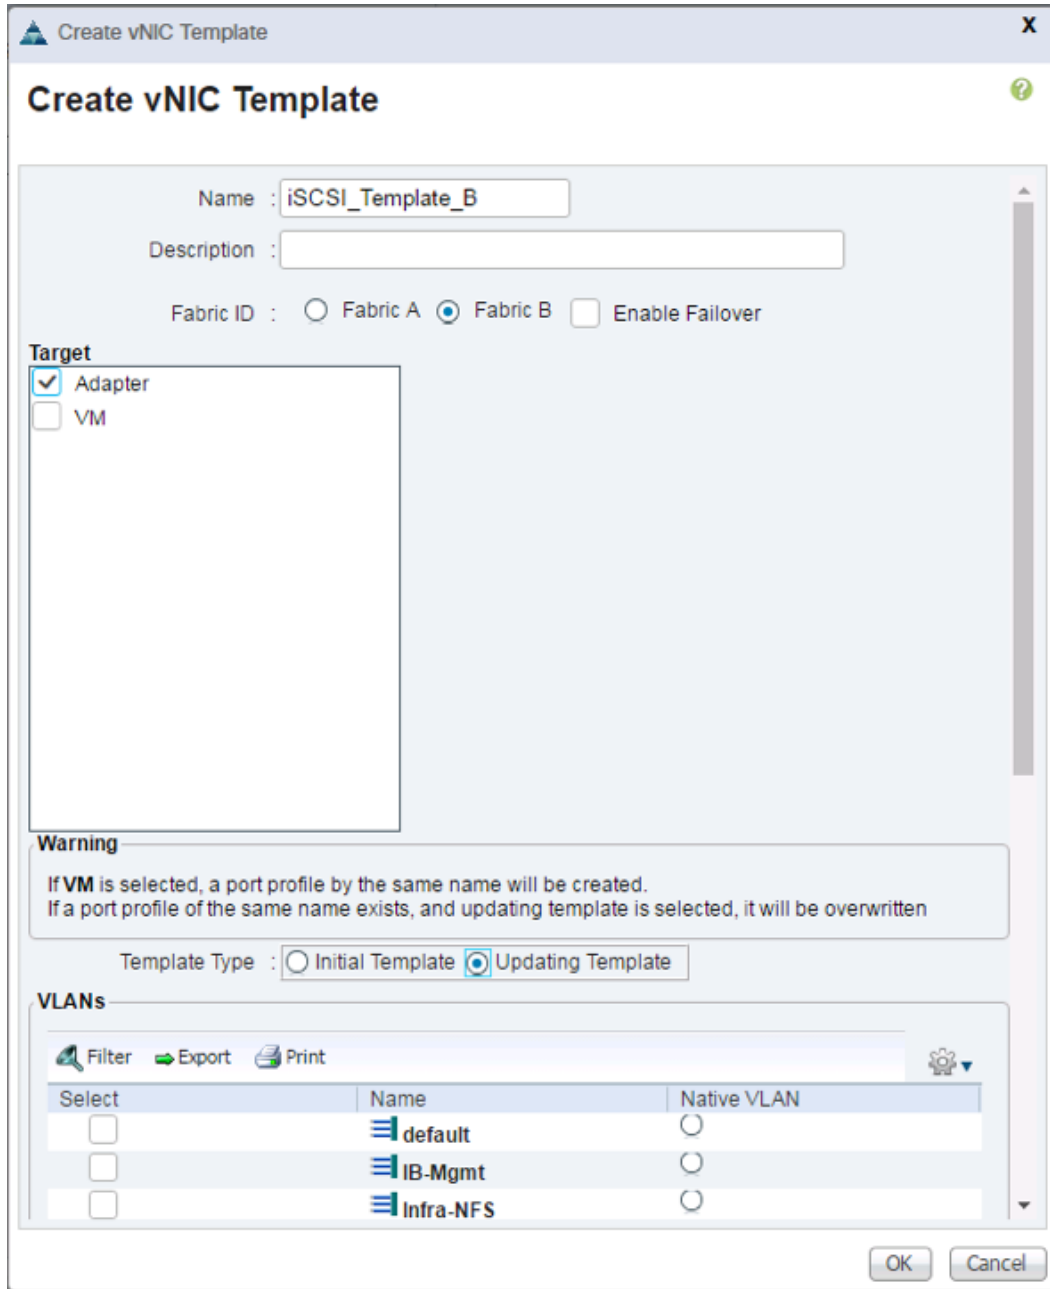 Create vNIC Template X
Create vNIC Template ?
Name : iSCSI_Template_B
Description :
Fabric ID : Fabric A Fabric B Enable Failover
Target
Adapter
VM
Warning
If VM is selected, a port profile by the same name will be created.
If a port profile of the same name exists, and updating template is selected, it will be overwritten
Template Type : Initial Template Updating Template
VLANs
Filter Export Print
Select Name Native VLAN
default
IB-Mgmt
Infra-NFS
OK Cancel